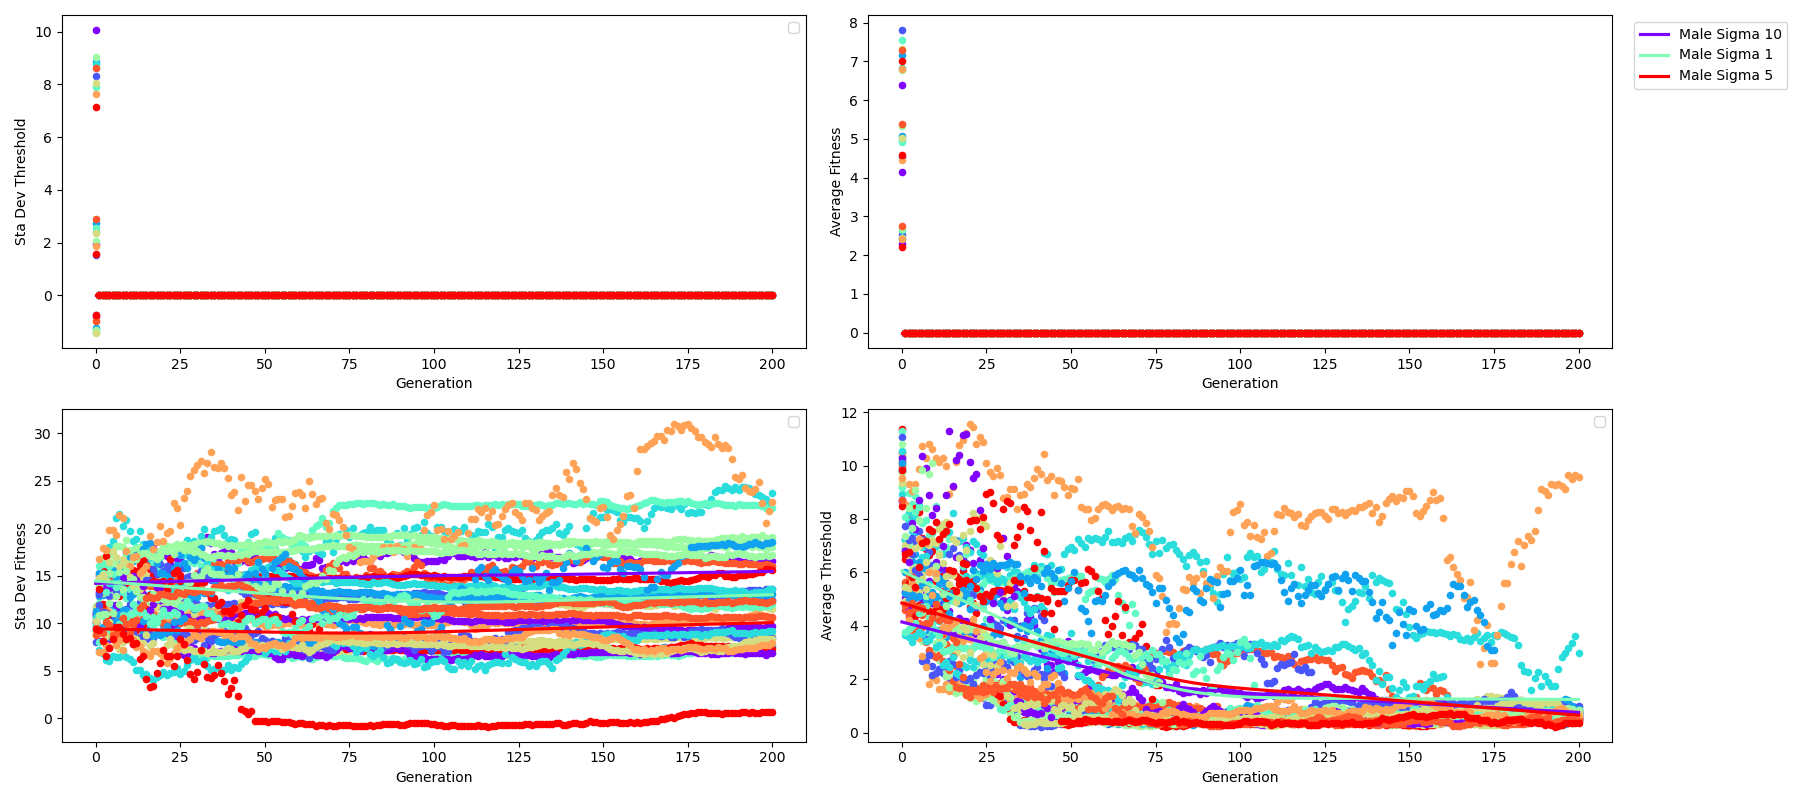 Sta Dev Threshold
10
8
6
4
2
0
0 25 50 75 100 125 150 175 200
Generation
Average Fitness
8
7
6
5
4
3
2
1
0
0 25 50 75 100 125 150 175 200
Generation
Male Sigma 10
Male Sigma 1
Male Sigma 5
Sta Dev Fitness
30
25
20
15
10
5
0
0 25 50 75 100 125 150 175 200
Generation
Average Threshold
12
10
8
6
4
2
0
0 25 50 75 100 125 150 175 200
Generation